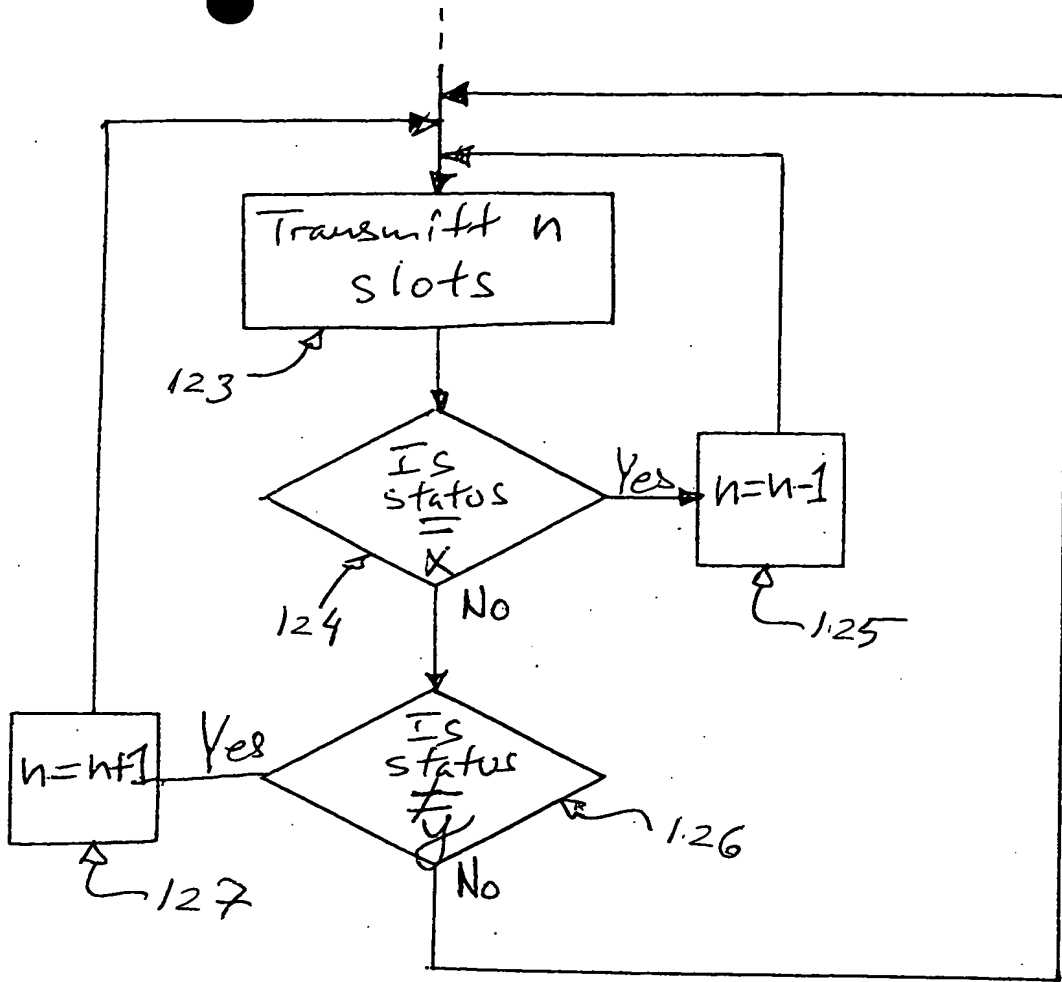 Transmitt n
slots
123
Is
status
=
x
Yes
n=n-1
124
No
125
Is
status
y
Yes
n=n+1
126
No
127